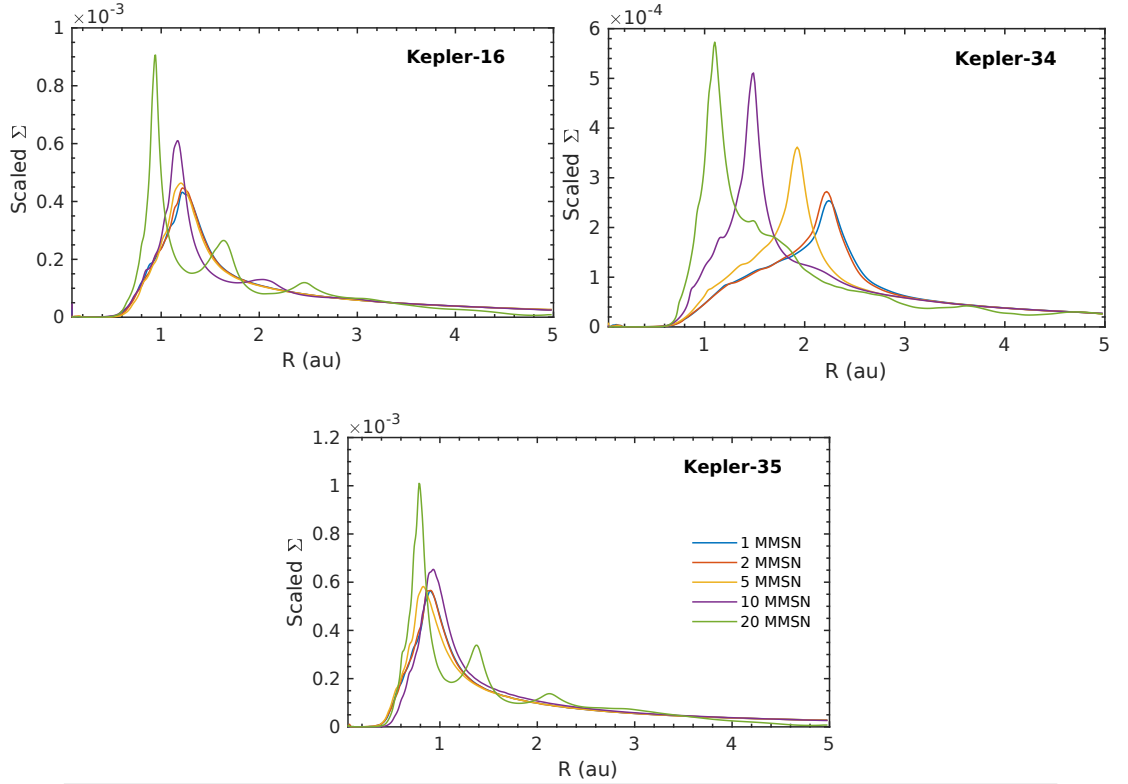 ×10⁻³
Kepler-16
Scaled Σ
1
0.8
0.6
0.4
0.2
0
1 2 3 4 5
R (au)
×10⁻⁴
Kepler-34
Scaled Σ
6
5
4
3
2
1
0
1 2 3 4 5
R (au)
×10⁻³
Kepler-35
Scaled Σ
1.2
1
0.8
0.6
0.4
0.2
0
1 MMSN
2 MMSN
5 MMSN
10 MMSN
20 MMSN
1 2 3 4 5
R (au)